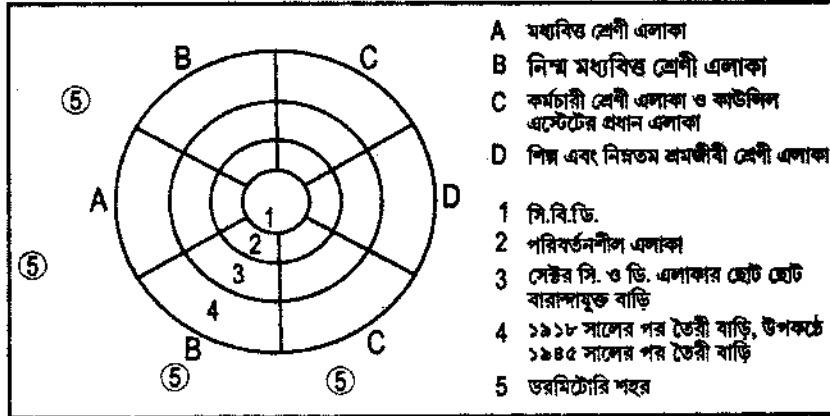 B
C
A
D
B
C
1
2
3
4
5
5
5
5
A মধ্যবিত্ত শ্রেণী এলাকা
B নিম্ন মধ্যবিত্ত শ্রেণী এলাকা
C কর্মচারী শ্রেণী এলাকা ও কাউন্সিল
এস্টেটের প্রধান এলাকা
D শিল্প এবং নিম্নতম শ্রমজীবী শ্রেণী এলাকা
1 সি.বি.ডি.
2 পরিবর্তনশীল এলাকা
3 সেক্টর সি. ও ডি. এলাকার ছোট ছোট
বারান্দাযুক্ত বাড়ি
4 ১৯১৮ সালের পর তৈরী বাড়ি, উপকণ্ঠে
১৯৪৫ সালের পর তৈরী বাড়ি
5 ডরমিটোরি শহর